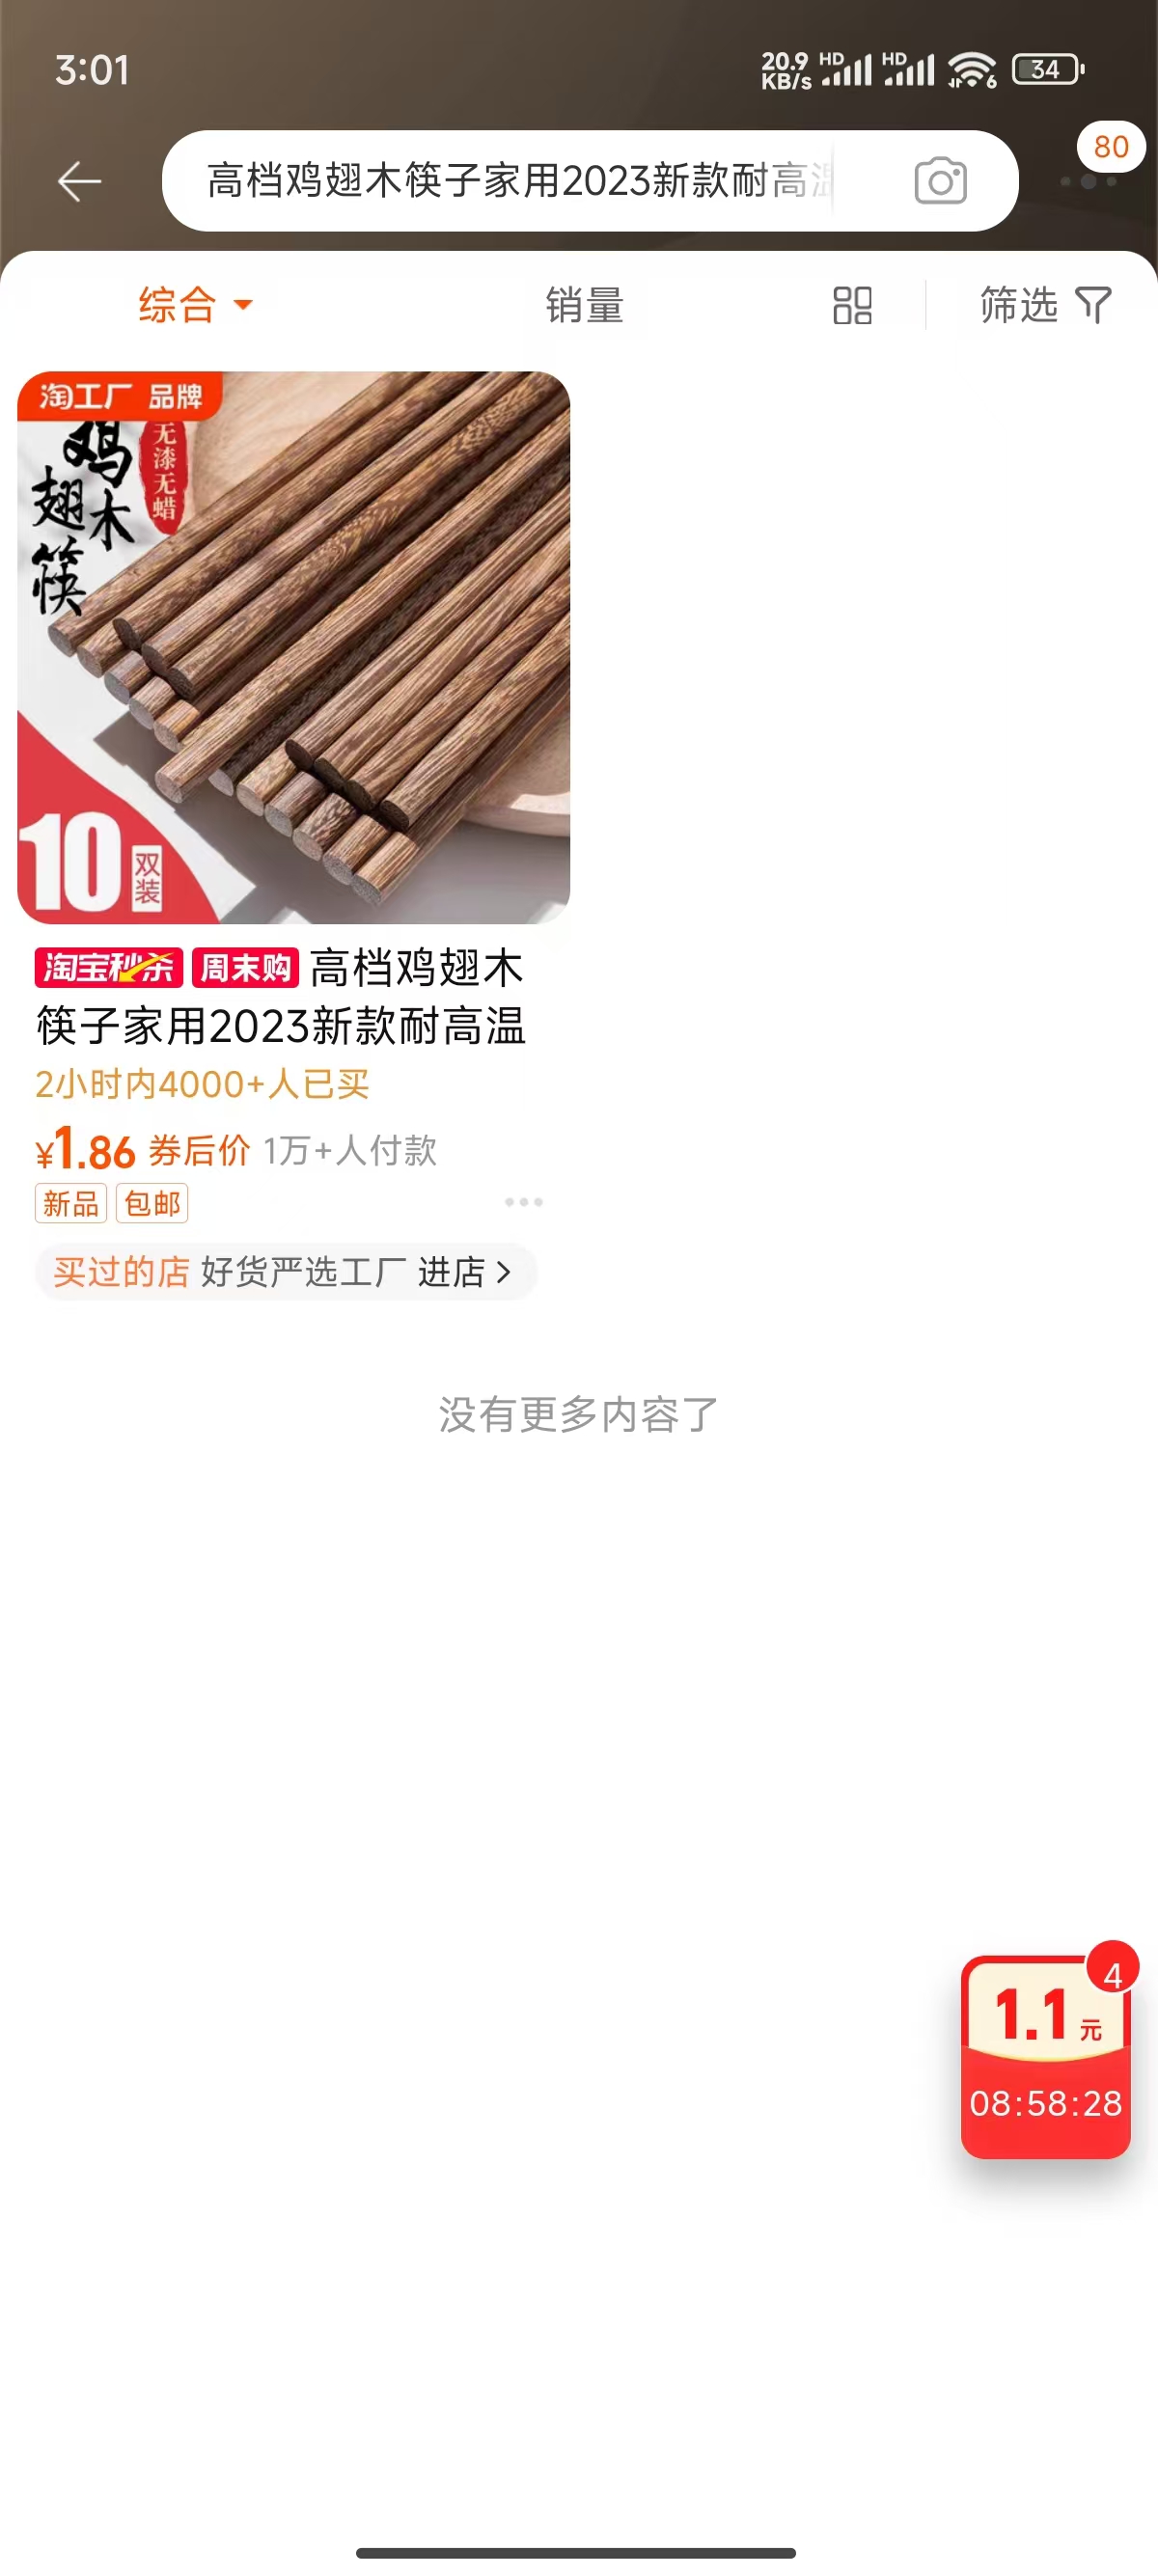 3:01
20.9
KB/s
HD
HD
6
34
高档鸡翅木筷子家用2023新款耐高温
80
综合
销量
筛选
淘工厂 品牌
鸡翅木筷
无漆无蜡
10
双装
淘宝秒杀 周末购 高档鸡翅木
筷子家用2023新款耐高温
2小时内4000+人已买
¥1.86 券后价 1万+人付款
新品 包邮
买过的店 好货严选工厂 进店
没有更多内容了
4
1.1元
08:58:28